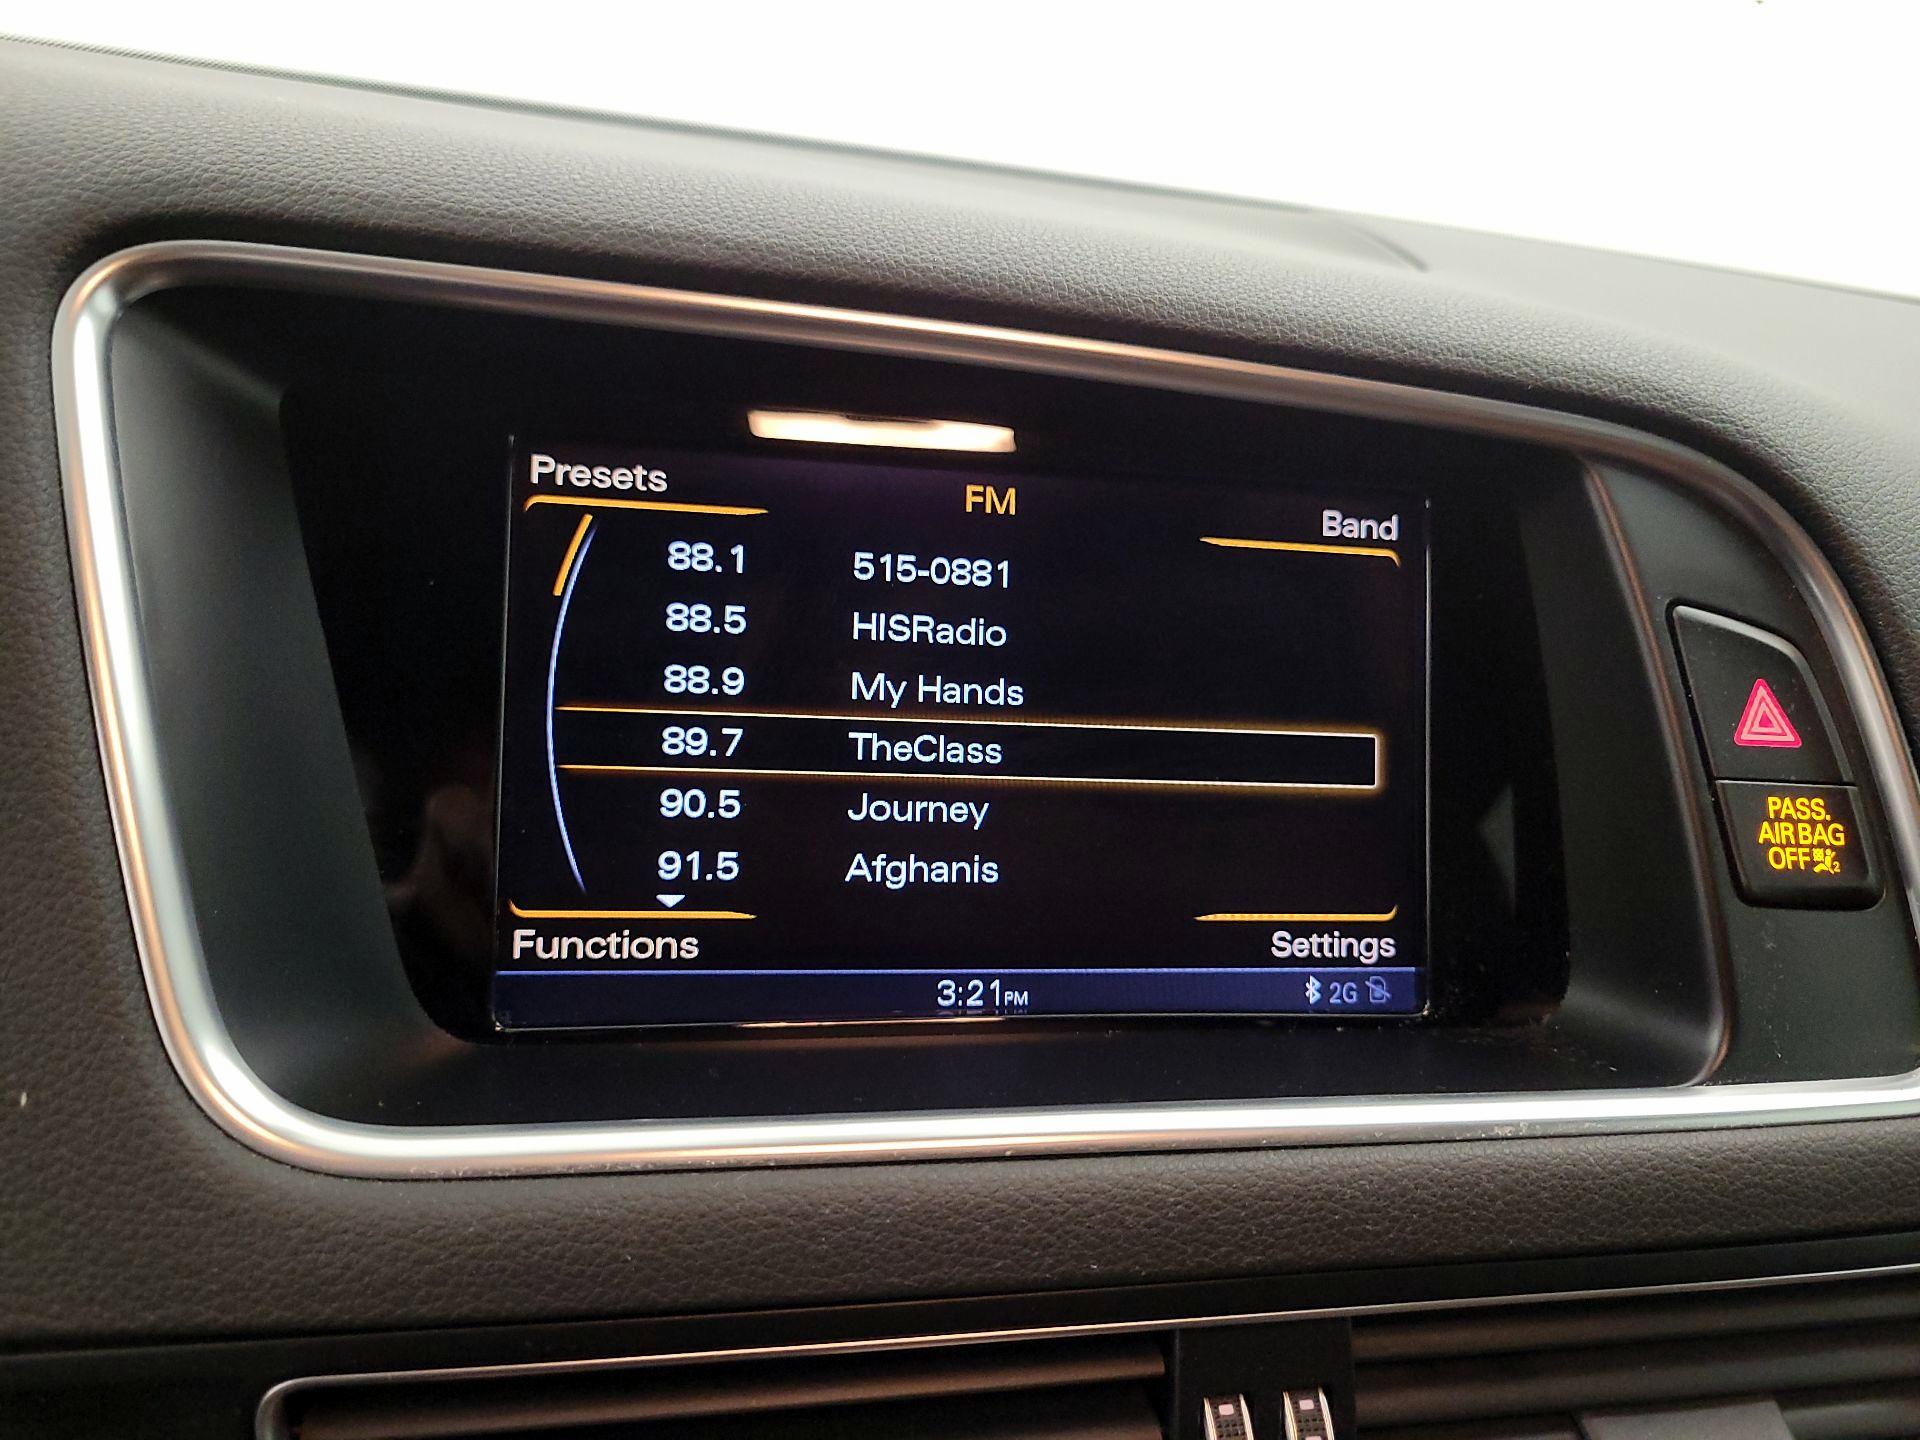 Presets
FM
Band
88.1 515-0881
88.5 HISRadio
88.9 My Hands
89.7 TheClass
90.5 Journey
91.5 Afghanis
Functions
Settings
3:21PM
2G
PASS.
AIR BAG
OFF 2